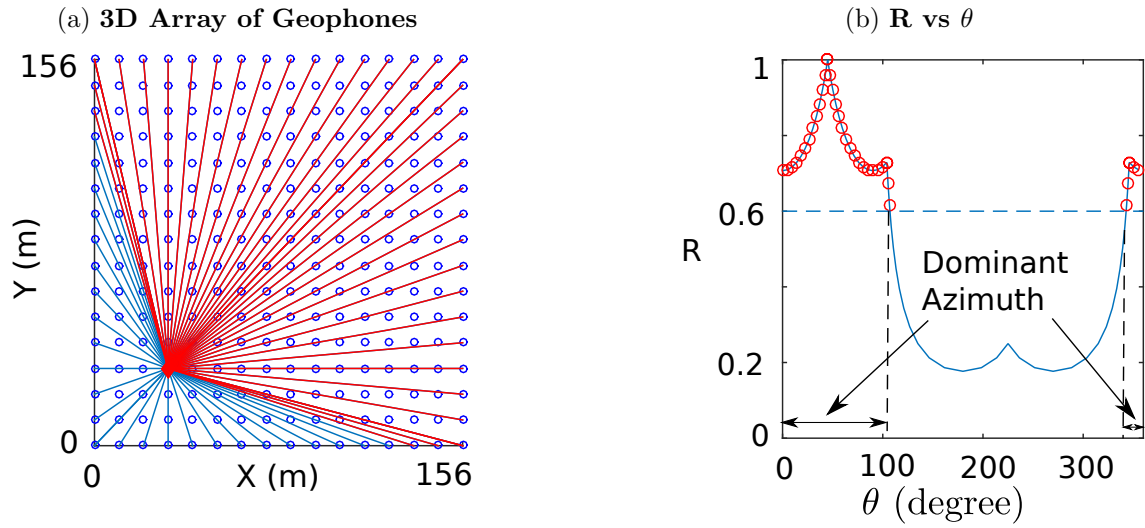 (a) 3D Array of Geophones
156
Y (m)
0
0
X (m)
156
(b) R vs θ
1
0.6
R
0.2
0
Dominant
Azimuth
0
100
200
300
θ (degree)